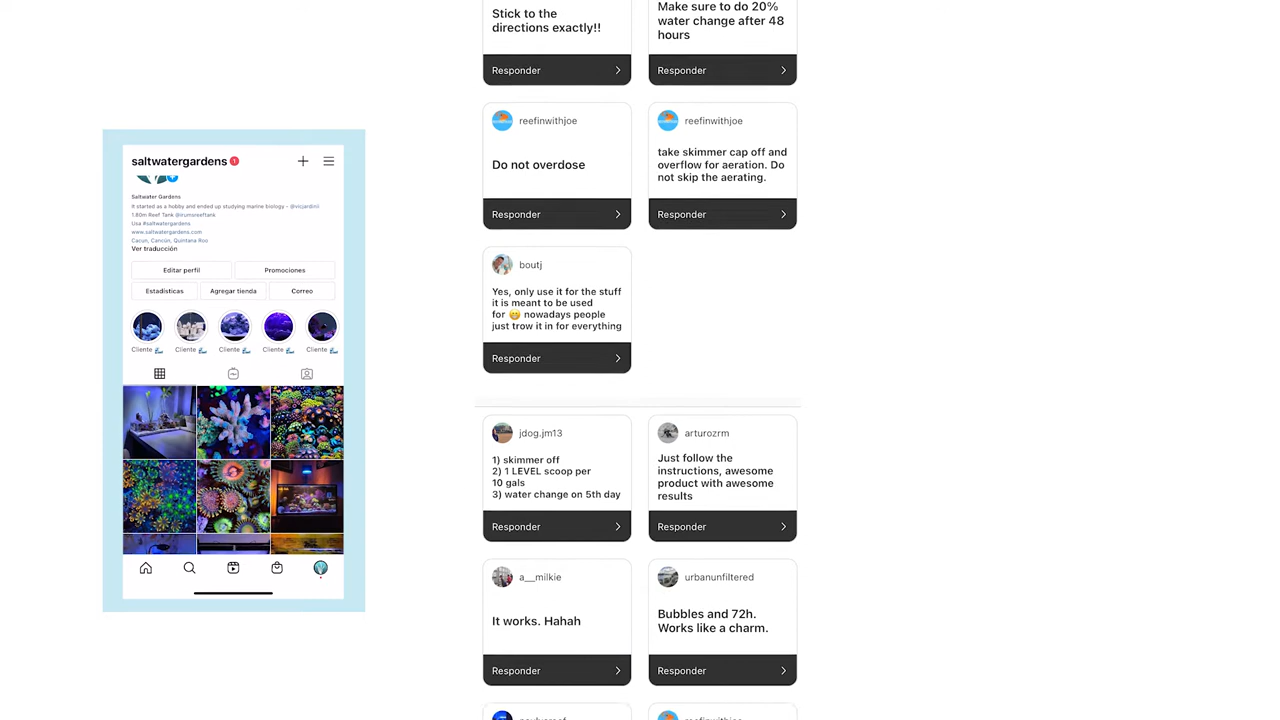 saltwatergardens 1
Saltwater Gardens
It started as a hobby and ended up studying marine biology - @vicjardinii
1.80m Reef Tank @rrumsreeftank
Usa #saltwatergardens
www.saltwatergardens.com
Cazun, Cancún, Quintana Roo
Ver traducción
Editar perfil
Promociones
Estadísticas
Agregar tienda
Correo
Cliente
Cliente
Cliente
Cliente
Cliente
Stick to the
directions exactly!!
Responder
Make sure to do 20%
water change after 48
hours
Responder
reefinwithjoe
Do not overdose
Responder
reefinwithjoe
take skimmer cap off and
overflow for aeration. Do
not skip the aerating.
Responder
boutj
Yes, only use it for the stuff
it is meant to be used
for 😁 nowadays people
just trow it in for everything
Responder
jdog.jm13
1) skimmer off
2) 1 LEVEL scoop per
10 gals
3) water change on 5th day
Responder
arturozrm
Just follow the
instructions, awesome
product with awesome
results
Responder
a__milkie
It works. Hahah
Responder
urbanunfiltered
Bubbles and 72h.
Works like a charm.
Responder
reefinwithjoe